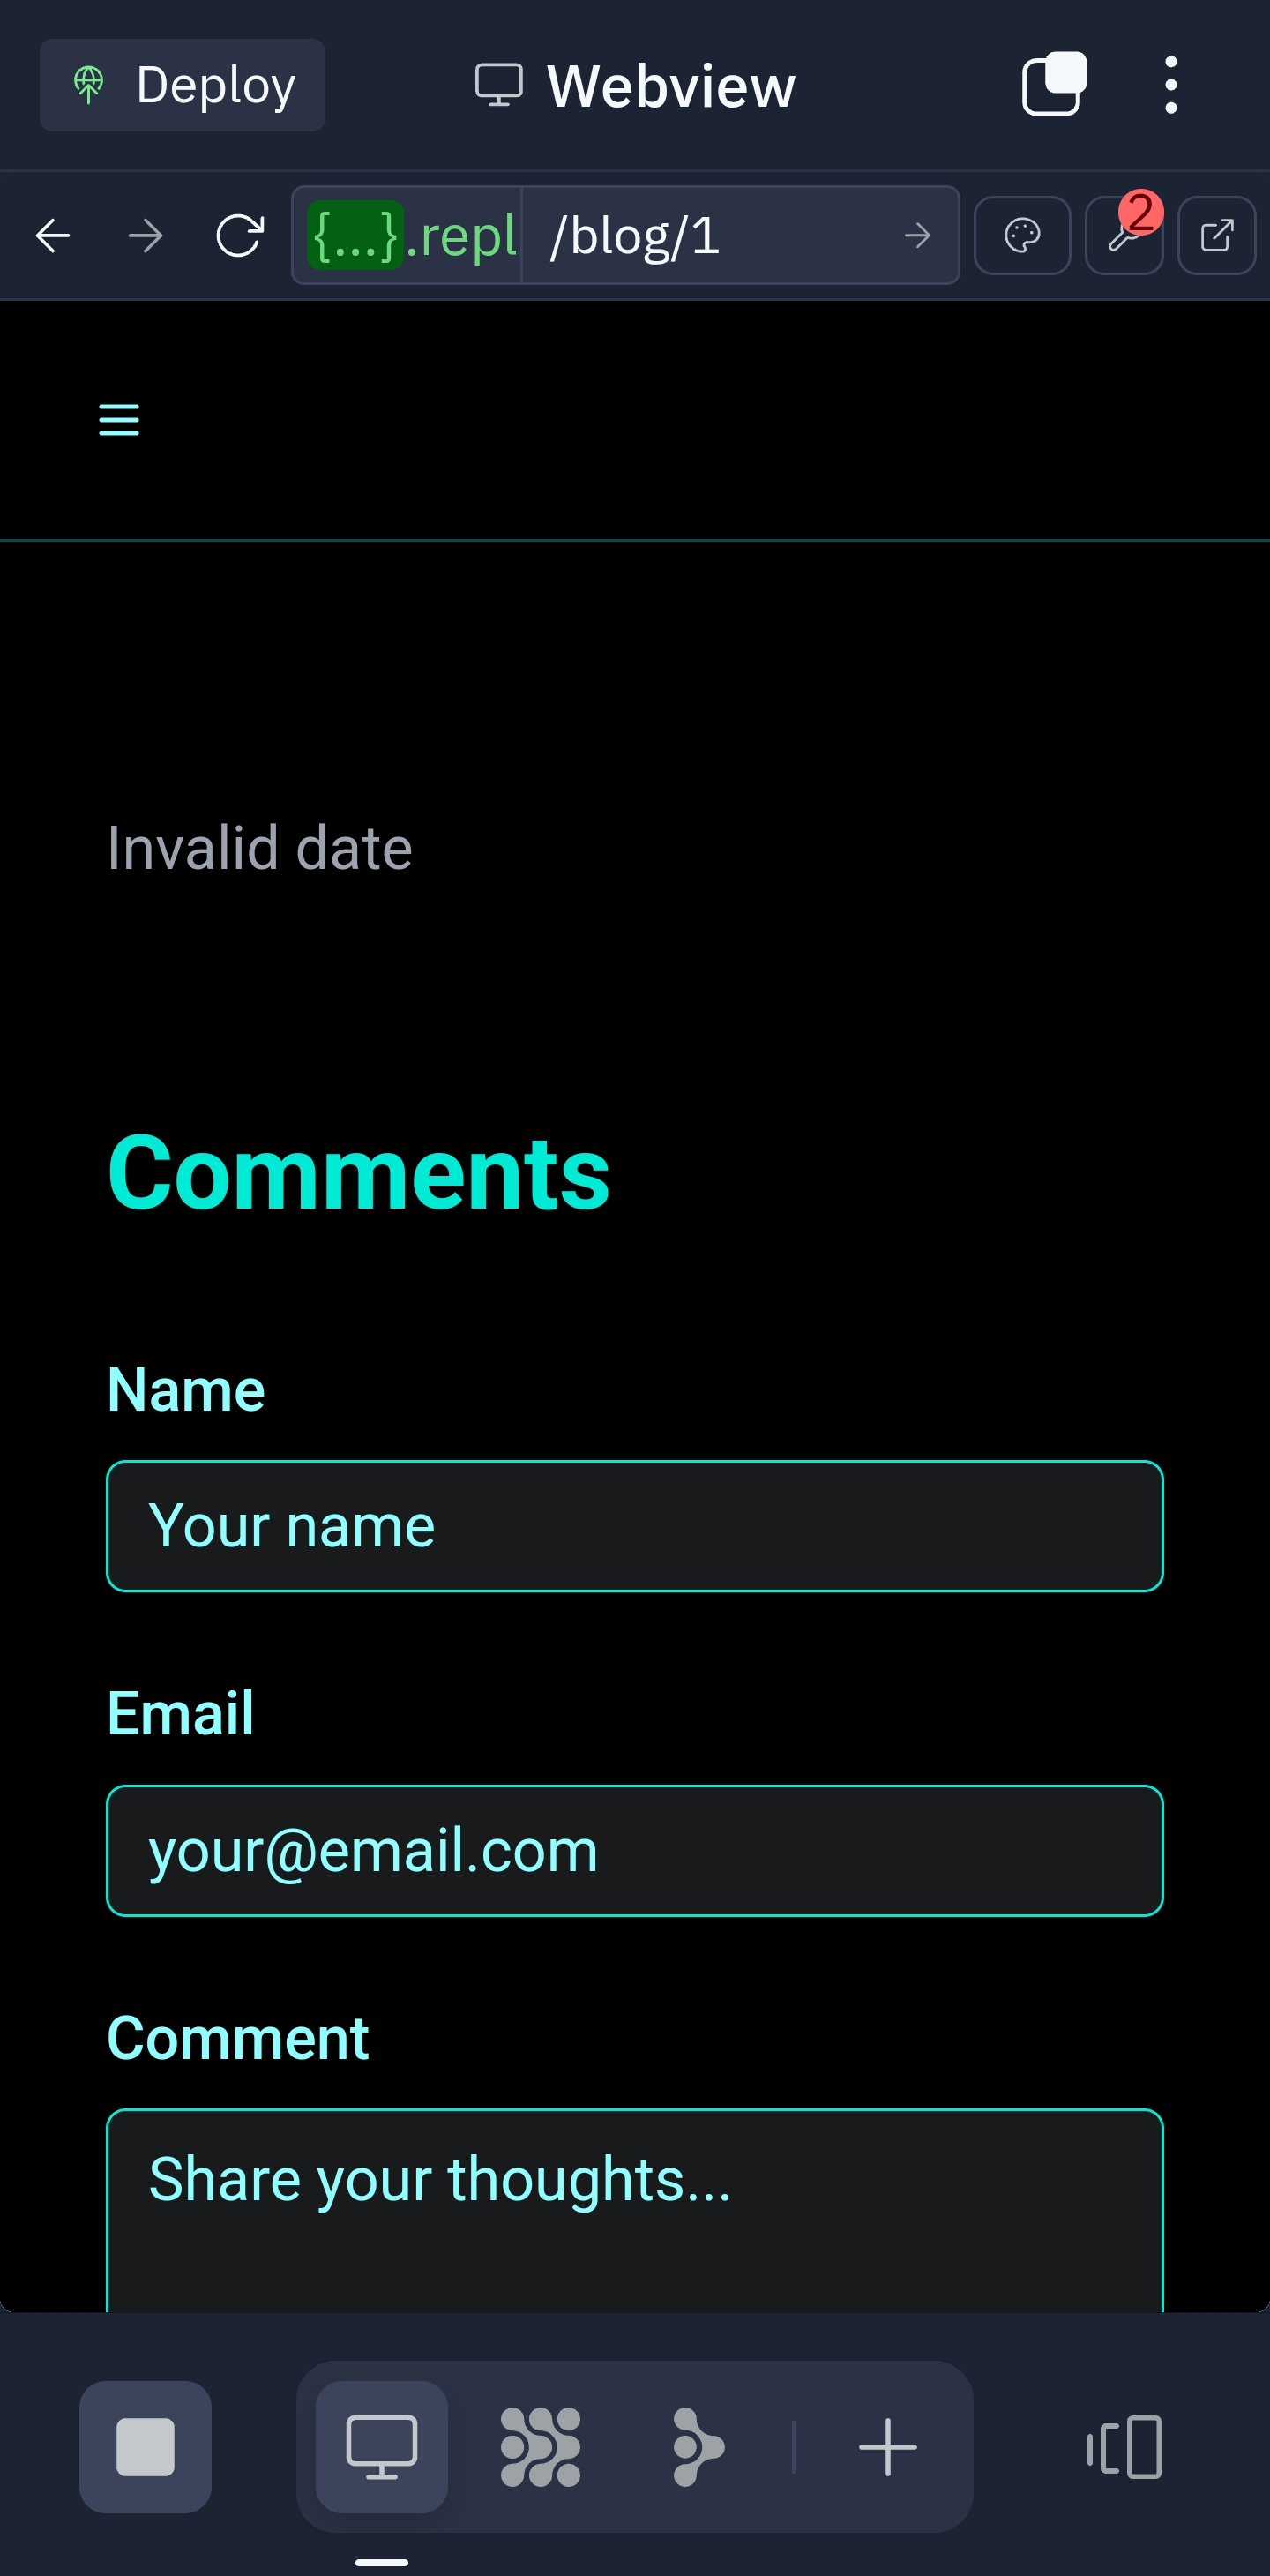 Deploy
Webview
{...}.repl
/blog/1
2
Invalid date
Comments
Name
Your name
Email
your@email.com
Comment
Share your thoughts...